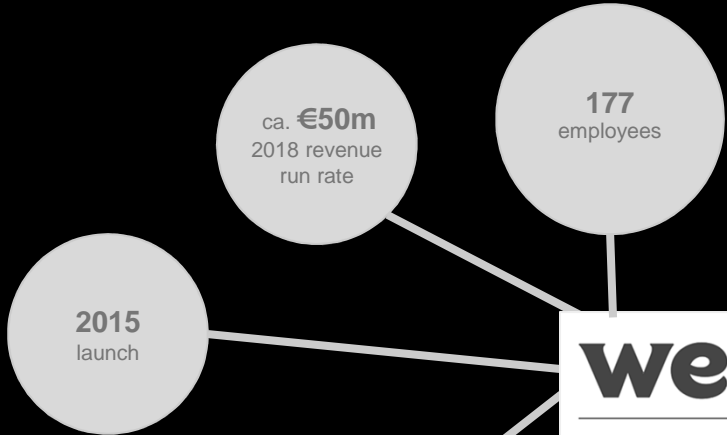 ca. €50m
2018 revenue
run rate
177
employees
2015
launch
we